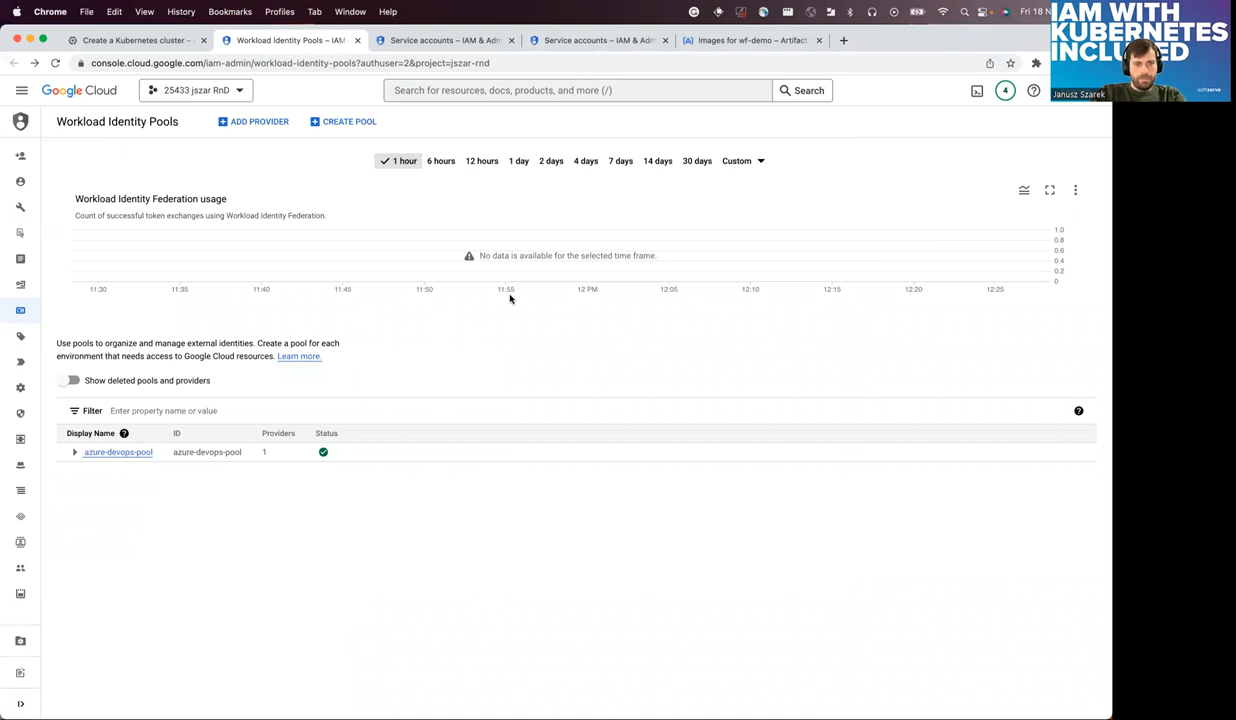 Chrome File Edit View History Bookmarks Profiles Tab Window Help Fri 18 N
Create a Kubernetes cluster – Workload Identity Pools – IAM Service accounts – IAM & Adm Service accounts – IAM & Adm Images for wf-demo – Artifact
console.cloud.google.com/iam-admin/workload-identity-pools?authuser=2&project=jszar-rnd
IAM WITH
KUBERNETES
INCLUDED
Janusz Szarek
softserve
Google Cloud 25433 jszar RnD Search for resources, docs, products, and more (/) Search 4
Workload Identity Pools ADD PROVIDER CREATE POOL
1 hour 6 hours 12 hours 1 day 2 days 4 days 7 days 14 days 30 days Custom
Workload Identity Federation usage
Count of successful token exchanges using Workload Identity Federation.
1.0
0.8
No data is available for the selected time frame.
0.6
0.4
0.2
0
11:30 11:35 11:40 11:45 11:50 11:55 12 PM 12:05 12:10 12:15 12:20 12:25
Use pools to organize and manage external identities. Create a pool for each
environment that needs access to Google Cloud resources. Learn more.
Show deleted pools and providers
Filter Enter property name or value
Display Name ID Providers Status
azure-devops-pool azure-devops-pool 1